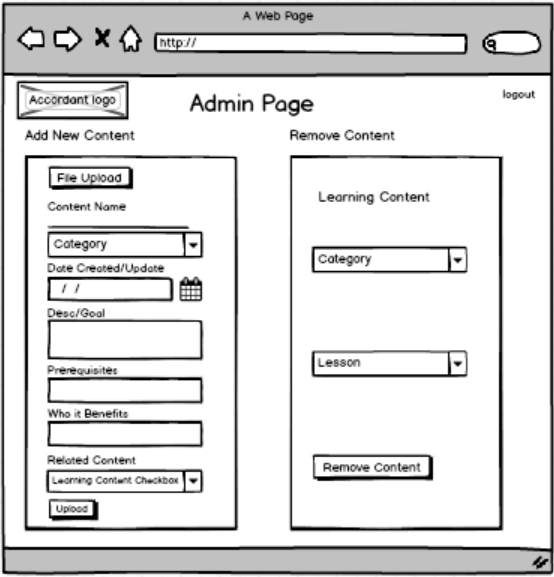 A Web Page
http://
Accordant logo
Admin Page
logout
Add New Content
File Upload
Content Name
Category
Date Created/Update
/ /
Desc/Goal
Prerequisites
Who it Benefits
Related Content
Learning Content Checkbox
Upload
Remove Content
Learning Content
Category
Lesson
Remove Content